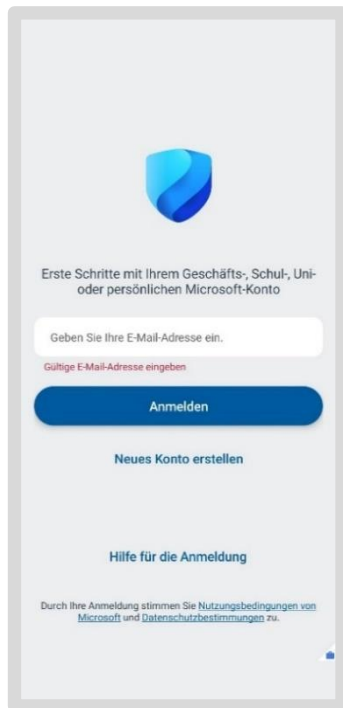 Erste Schritte mit Ihrem Geschäfts-, Schul-, Uni-
oder persönlichen Microsoft-Konto
Geben Sie Ihre E-Mail-Adresse ein.
Gültige E-Mail-Adresse eingeben
Anmelden
Neues Konto erstellen
Hilfe für die Anmeldung
Durch Ihre Anmeldung stimmen Sie Nutzungsbedingungen von
Microsoft und Datenschutzbestimmungen zu.